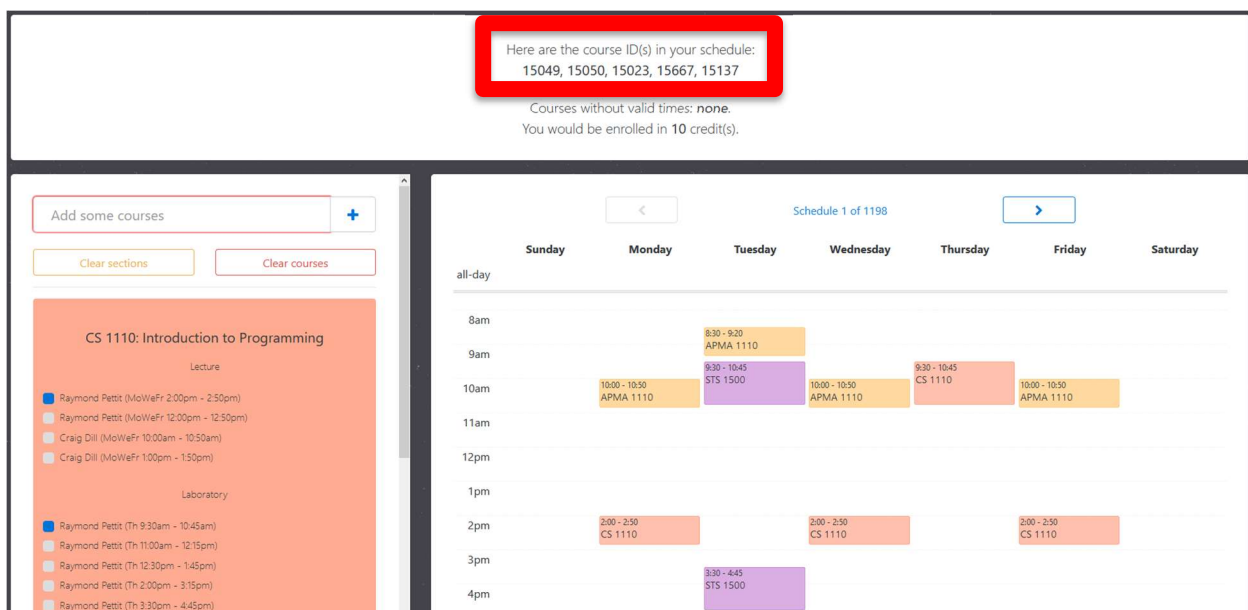 Here are the course ID(s) in your schedule:
15049, 15050, 15023, 15667, 15137
Courses without valid times: none.
You would be enrolled in 10 credit(s).
Add some courses
+
Clear sections
Clear courses
CS 1110: Introduction to Programming
Lecture
Raymond Pettit (MoWeFr 2:00pm - 2:50pm)
Raymond Pettit (MoWeFr 12:00pm - 12:50pm)
Craig Dill (MoWeFr 10:00am - 10:50am)
Craig Dill (MoWeFr 1:00pm - 1:50pm)
Laboratory
Raymond Pettit (Th 9:30am - 10:45am)
Raymond Pettit (Th 11:00am - 12:15pm)
Raymond Pettit (Th 12:30pm - 1:45pm)
Raymond Pettit (Th 2:00pm - 3:15pm)
Raymond Pettit (Th 3:30pm - 4:45pm)
Schedule 1 of 1198
Sunday Monday Tuesday Wednesday Thursday Friday Saturday
all-day
8am
8:30 - 9:20
APMA 1110
9am
9:30 - 10:45
STS 1500
9:30 - 10:45
CS 1110
10am
10:00 - 10:50
APMA 1110
10:00 - 10:50
APMA 1110
10:00 - 10:50
APMA 1110
11am
12pm
1pm
2pm
2:00 - 2:50
CS 1110
2:00 - 2:50
CS 1110
2:00 - 2:50
CS 1110
3pm
3:30 - 4:45
STS 1500
4pm